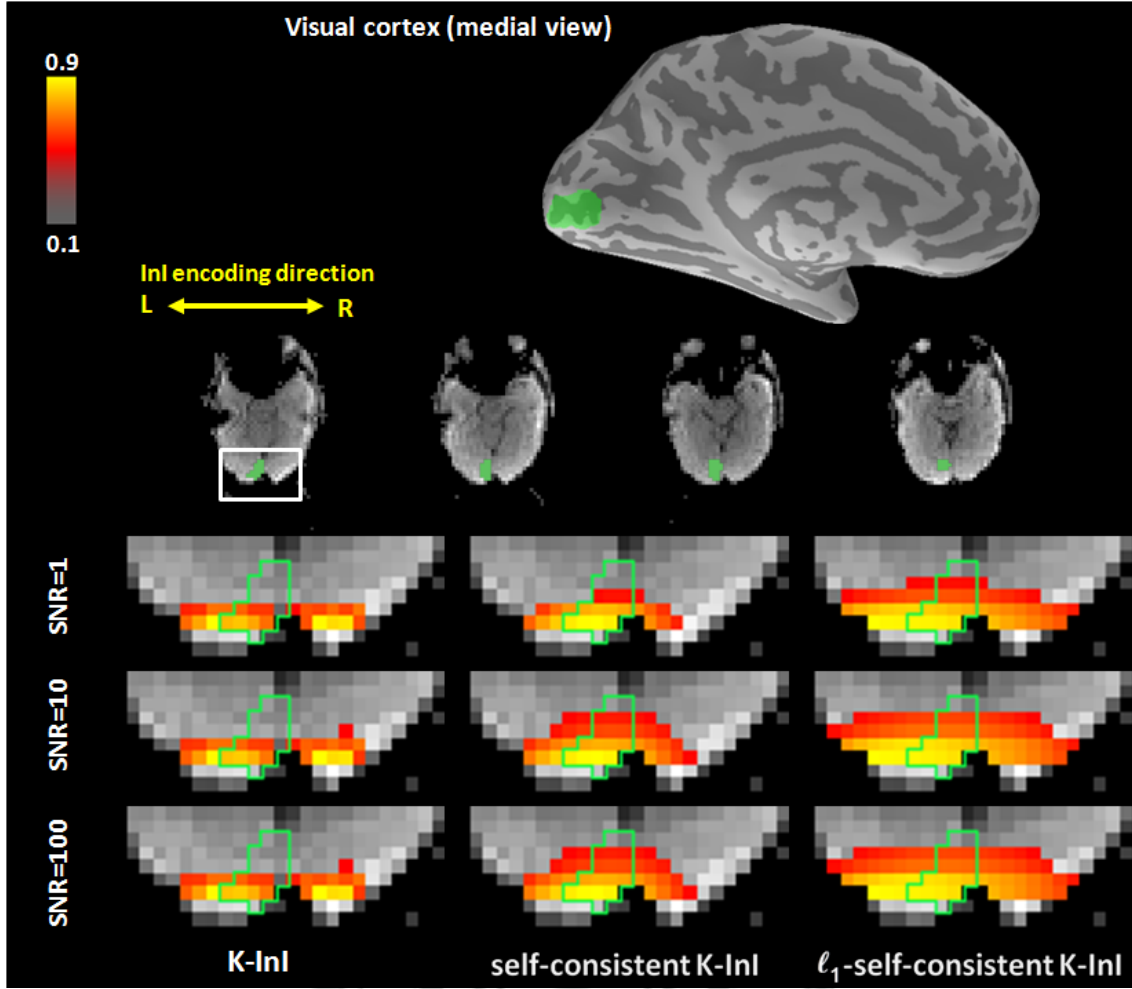 Visual cortex (medial view)
0.9
0.1
InI encoding direction
L R
SNR=1
SNR=10
SNR=100
K-InI self-consistent K-InI ℓ1-self-consistent K-InI